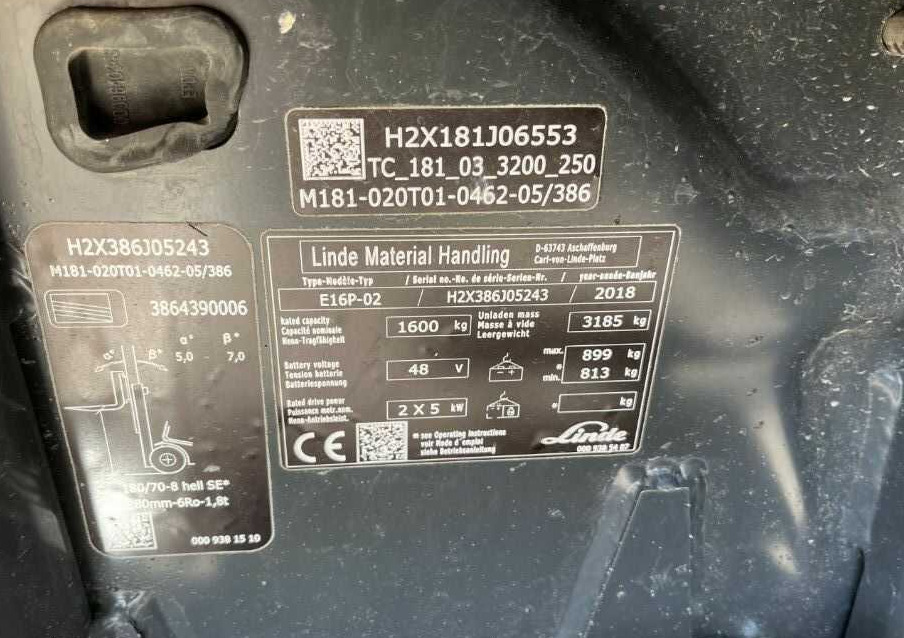 H2X181J06553
TC_181_03_3200_250
M181-020T01-0462-05/386
H2X386J05243
M181-020T01-0462-05/386
3864390006
α° β°
α° - β°
5,0 7,0
180/70-8 hell SE*
80mm-6Ro-1,8t
000 938 15 10
Linde Material Handling
D-63743 Aschaffenburg
Carl-von-Linde-Platz
Type-Modèle-Typ / Serial no.-No. de série-Serien-Nr. / year-année-Baujahr
E16P-02 / H2X386J05243 / 2018
Rated capacity
Capacité nominale
Nenn-Tragfähigkeit
1600 kg
Unladen mass
Masse à vide
Leergewicht
3185 kg
Battery voltage
Tension batterie
Batteriespannung
48 V
max. 899 kg
min. 813 kg
Rated drive power
Puissance motr.nom.
Nenn-Antriebsleist.
2 X 5 kW
kg
CE
see Operating Instructions
voir Mode d'emploi
siehe Betriebsanleitung
Linde